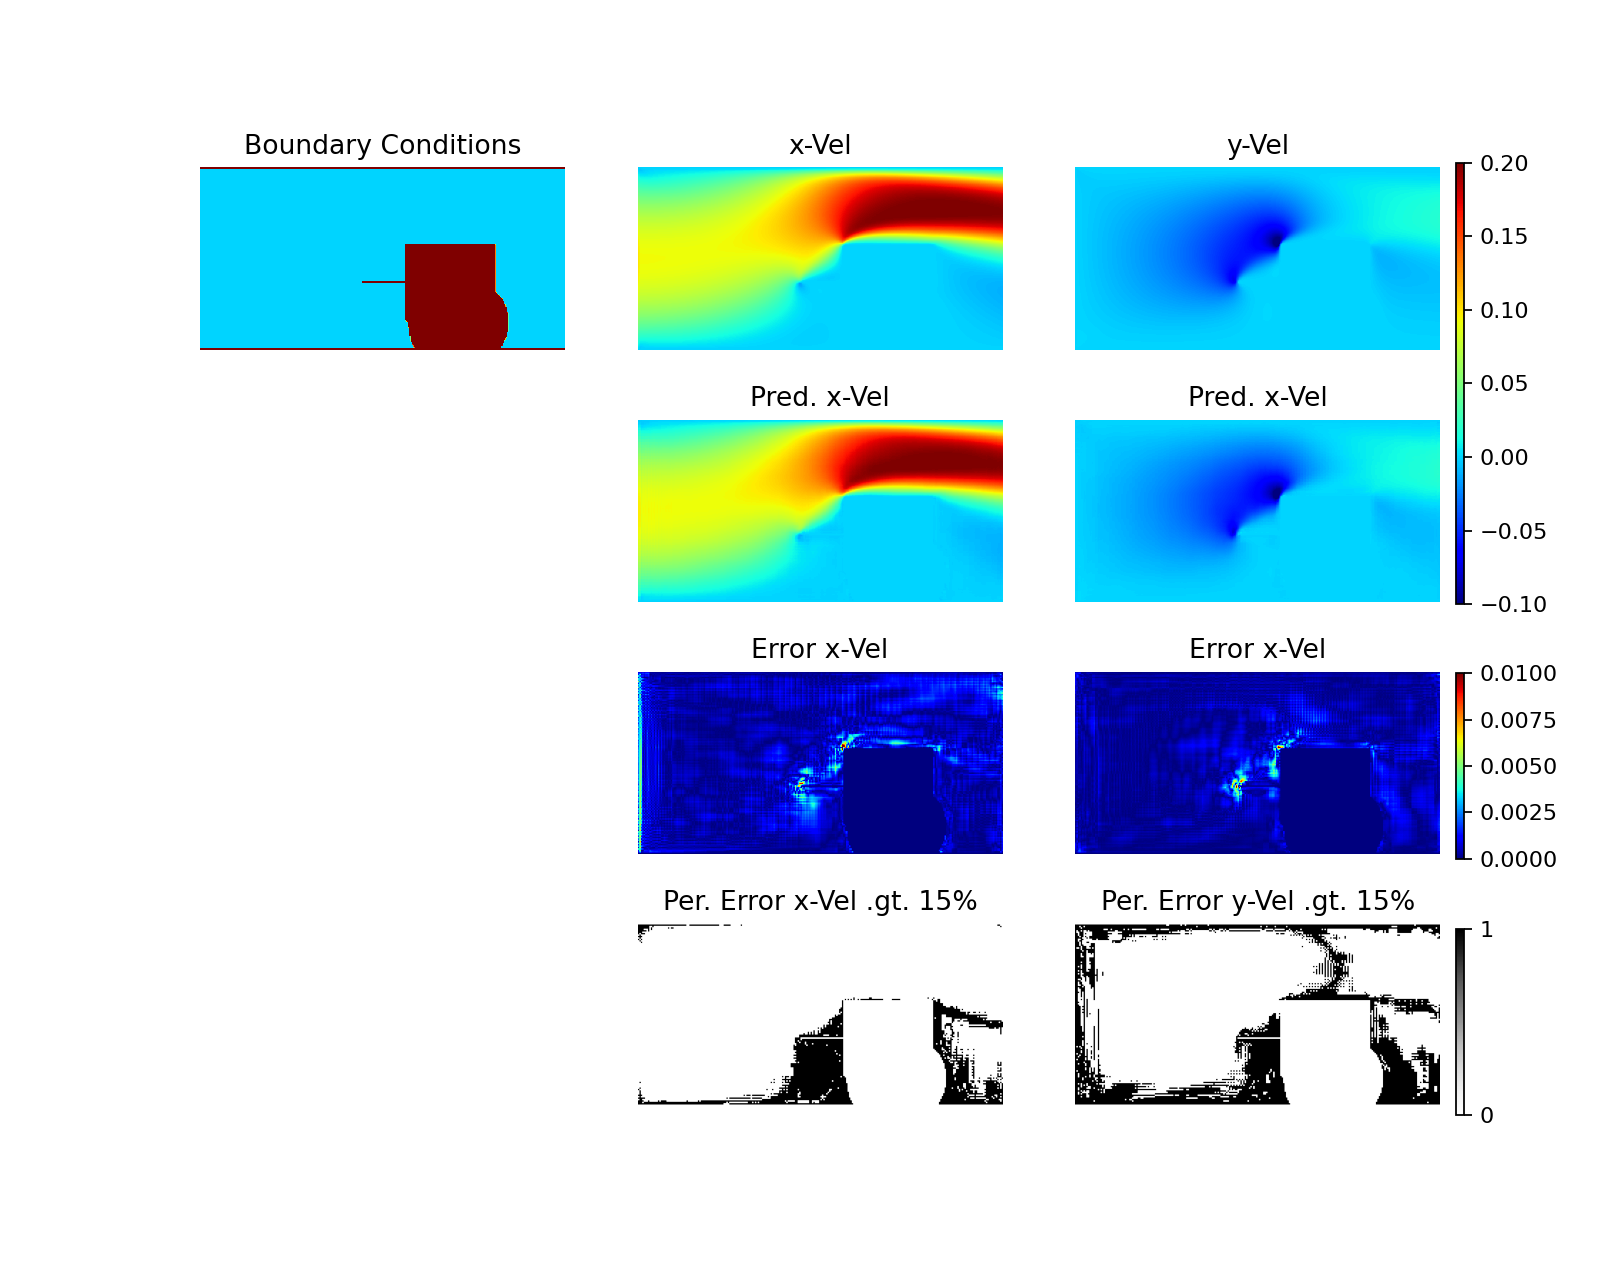 Boundary Conditions
x-Vel
y-Vel
0.20
0.15
0.10
0.05
0.00
−0.05
−0.10
Pred. x-Vel
Pred. x-Vel
Error x-Vel
Error x-Vel
0.0100
0.0075
0.0050
0.0025
0.0000
Per. Error x-Vel .gt. 15%
Per. Error y-Vel .gt. 15%
1
0